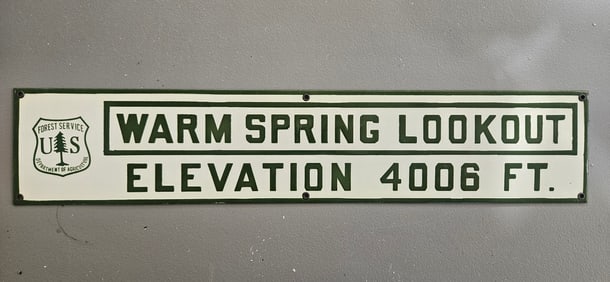 FOREST SERVICE
U S
DEPARTMENT OF AGRICULTURE
WARM SPRING LOOKOUT
ELEVATION 4006 FT.